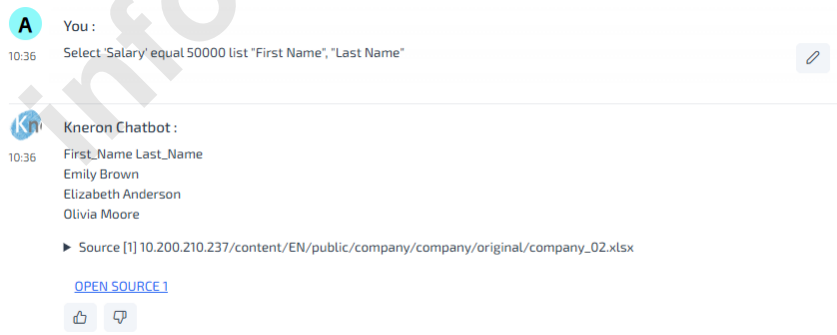 A
You :
10:36
Select 'Salary' equal 50000 list "First Name", "Last Name"
info
Kn
Kneron Chatbot :
10:36
First_Name Last_Name
Emily Brown
Elizabeth Anderson
Olivia Moore
▶ Source [1] 10.200.210.237/content/EN/public/company/company/original/company_02.xlsx
OPEN SOURCE 1